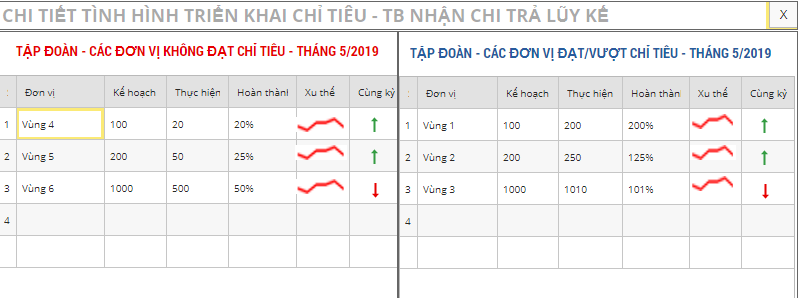 CHI TIẾT TÌNH HÌNH TRIỂN KHAI CHỈ TIÊU - TB NHẬN CHI TRẢ LŨY KẾ X
TẬP ĐOÀN - CÁC ĐƠN VỊ KHÔNG ĐẠT CHỈ TIÊU - THÁNG 5/2019
: Đơn vị Kế hoạch Thực hiện Hoàn thành Xu thế Cùng kỳ
1 Vùng 4 100 20 20% ↑
2 Vùng 5 200 50 25% ↑
3 Vùng 6 1000 500 50% ↓
4
TẬP ĐOÀN - CÁC ĐƠN VỊ ĐẠT/VƯỢT CHỈ TIÊU - THÁNG 5/2019
: Đơn vị Kế hoạch Thực hiện Hoàn thành Xu thế Cùng kỳ
1 Vùng 1 100 200 200% ↑
2 Vùng 2 200 250 125% ↑
3 Vùng 3 1000 1010 101% ↓
4